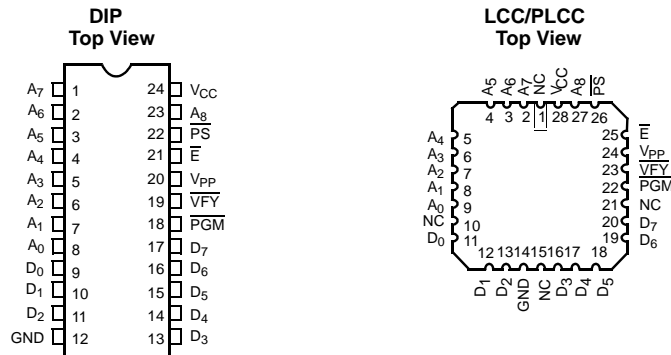 DIP
Top View
A7 1 24 VCC
A6 2 23 A8
A5 3 22 PS
A4 4 21 E
A3 5 20 VPP
A2 6 19 VFY
A1 7 18 PGM
A0 8 17 D7
D0 9 16 D6
D1 10 15 D5
D2 11 14 D4
GND 12 13 D3
LCC/PLCC
Top View
A5 A6 A7 NC VCC A8 PS
4 3 2 1 28 27 26
A4 5 25 E
A3 6 24 VPP
A2 7 23 VFY
A1 8 22 PGM
A0 9 21 NC
NC 10 20 D7
D0 11 19 D6
12 13 14 15 16 17 18
D1 D2 GND NC D3 D4 D5